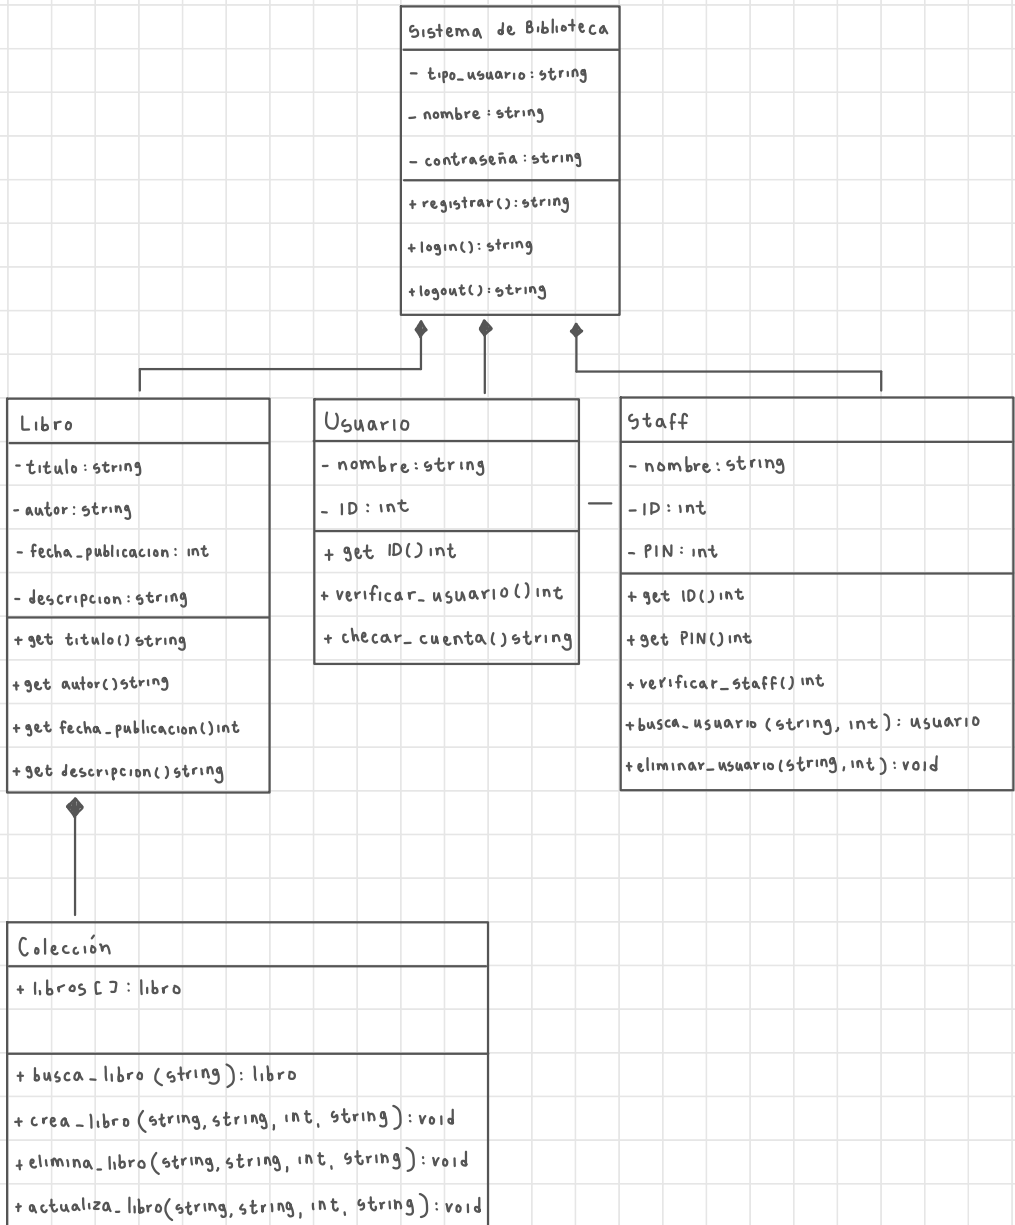 Sistema de Biblioteca
- tipo_usuario: string
- nombre: string
- contraseña: string
+ registrar(): string
+ login(): string
+ logout(): string
Libro
- titulo: string
- autor: string
- fecha_publicacion: int
- descripcion: string
+ get titulo() string
+ get autor() string
+ get fecha_publicacion() int
+ get descripcion() string
Usuario
- nombre: string
- ID: int
+ get ID() int
+ verificar_usuario() int
+ checar_cuenta() string
Staff
- nombre: string
- ID: int
- PIN: int
+ get ID() int
+ get PIN() int
+ verificar_staff() int
+ busca_usuario (string, int): usuario
+ eliminar_usuario(string, int): void
Colección
+ libros []: libro
+ busca_libro (string): libro
+ crea_libro (string, string, int, string): void
+ elimina_libro(string, string, int, string): void
+ actualiza_libro(string, string, int, string): void